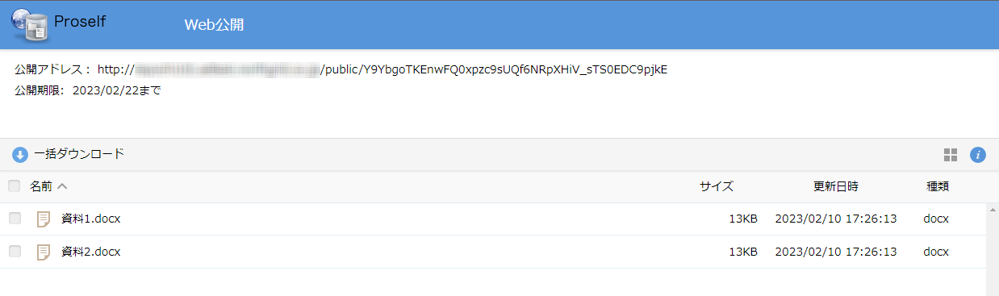 Proself Web公開
公開アドレス： http:// /public/Y9YbgoTKEnwFQ0xpzc9sUQf6NRpXHiV_sTS0EDC9pjkE
公開期限： 2023/02/22まで
一括ダウンロード
名前 サイズ 更新日時 種類
資料1.docx 13KB 2023/02/10 17:26:13 docx
資料2.docx 13KB 2023/02/10 17:26:13 docx